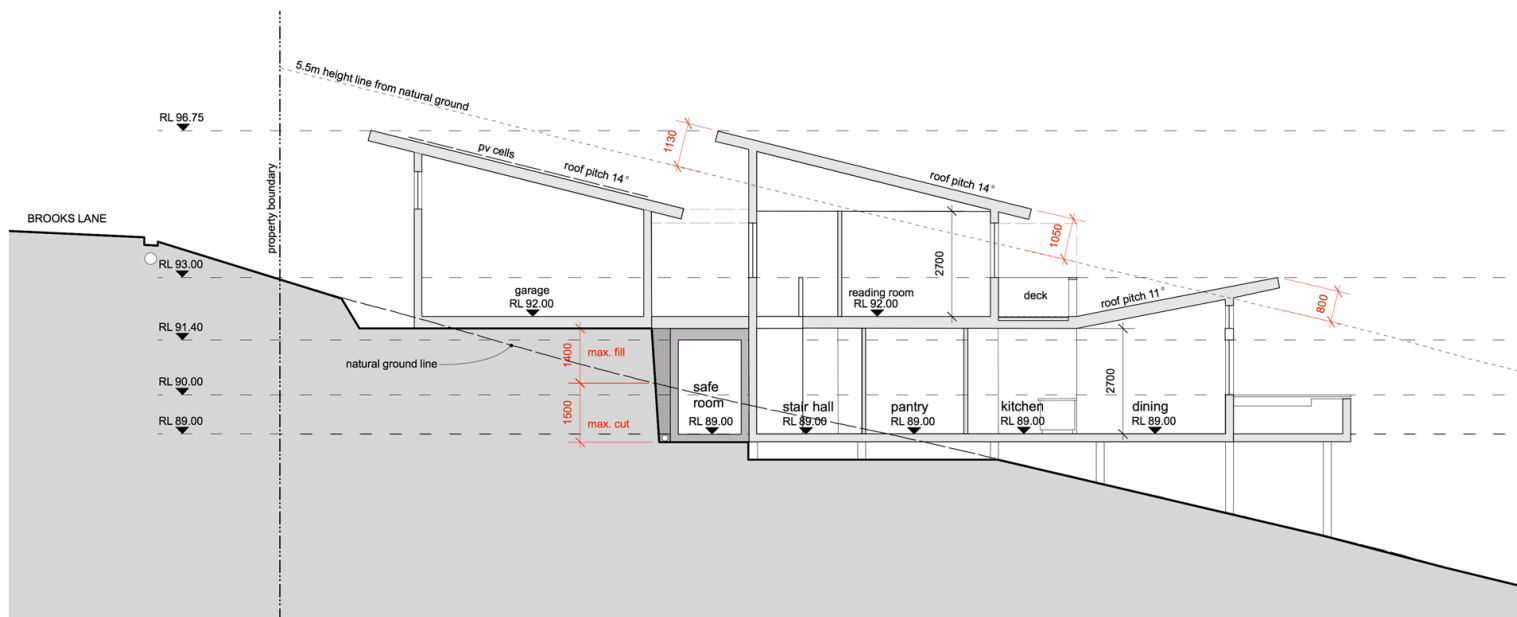 5.5m height line from natural ground
RL 96.75
1130
pv cells
roof pitch 14°
roof pitch 14°
property boundary
BROOKS LANE
1050
RL 93.00
2700
garage
RL 92.00
reading room
RL 92.00
deck
roof pitch 11°
800
RL 91.40
natural ground line
1400
max. fill
RL 90.00
2700
safe
room
RL 89.00
stair hall
RL 89.00
pantry
RL 89.00
kitchen
RL 89.00
dining
RL 89.00
1500
max. cut
RL 89.00